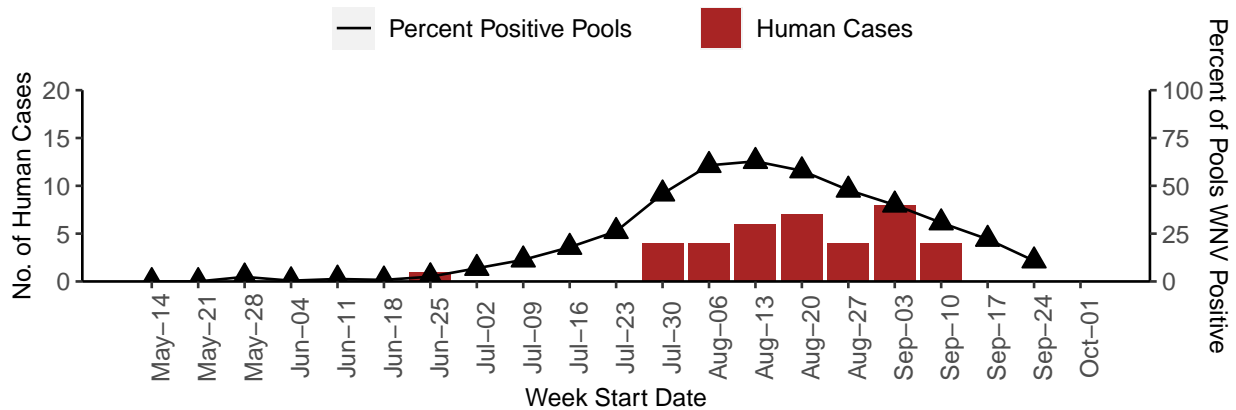 Percent Positive Pools
Human Cases
No. of Human Cases
20
15
10
5
0
Percent of Pools WNV Positive
100
75
50
25
0
May−14
May−21
May−28
Jun−04
Jun−11
Jun−18
Jun−25
Jul−02
Jul−09
Jul−16
Jul−23
Jul−30
Aug−06
Aug−13
Aug−20
Aug−27
Sep−03
Sep−10
Sep−17
Sep−24
Oct−01
Week Start Date